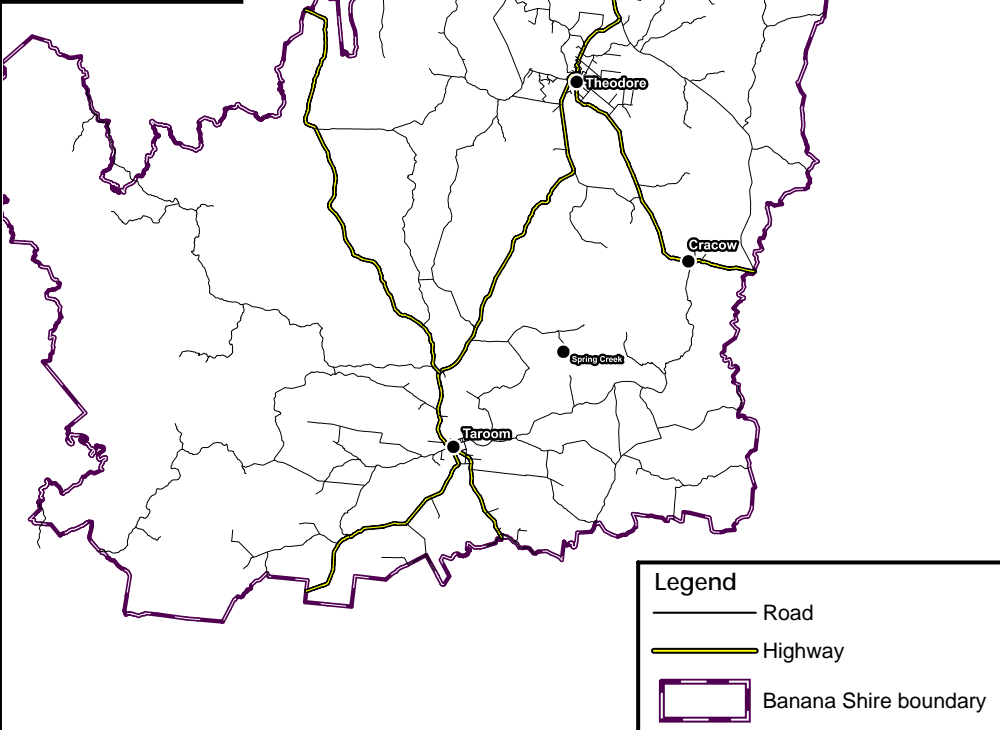 Theodore
Cracow
Spring Creek
Taroom
Legend
Road
Highway
Banana Shire boundary